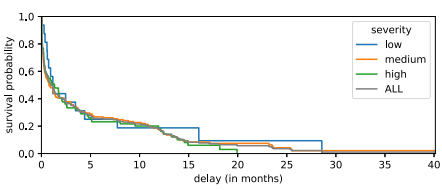 1.0
0.8
0.6
0.4
0.2
0.0
survival probability
0 5 10 15 20 25 30 35 40
delay (in months)
severity
low
medium
high
ALL